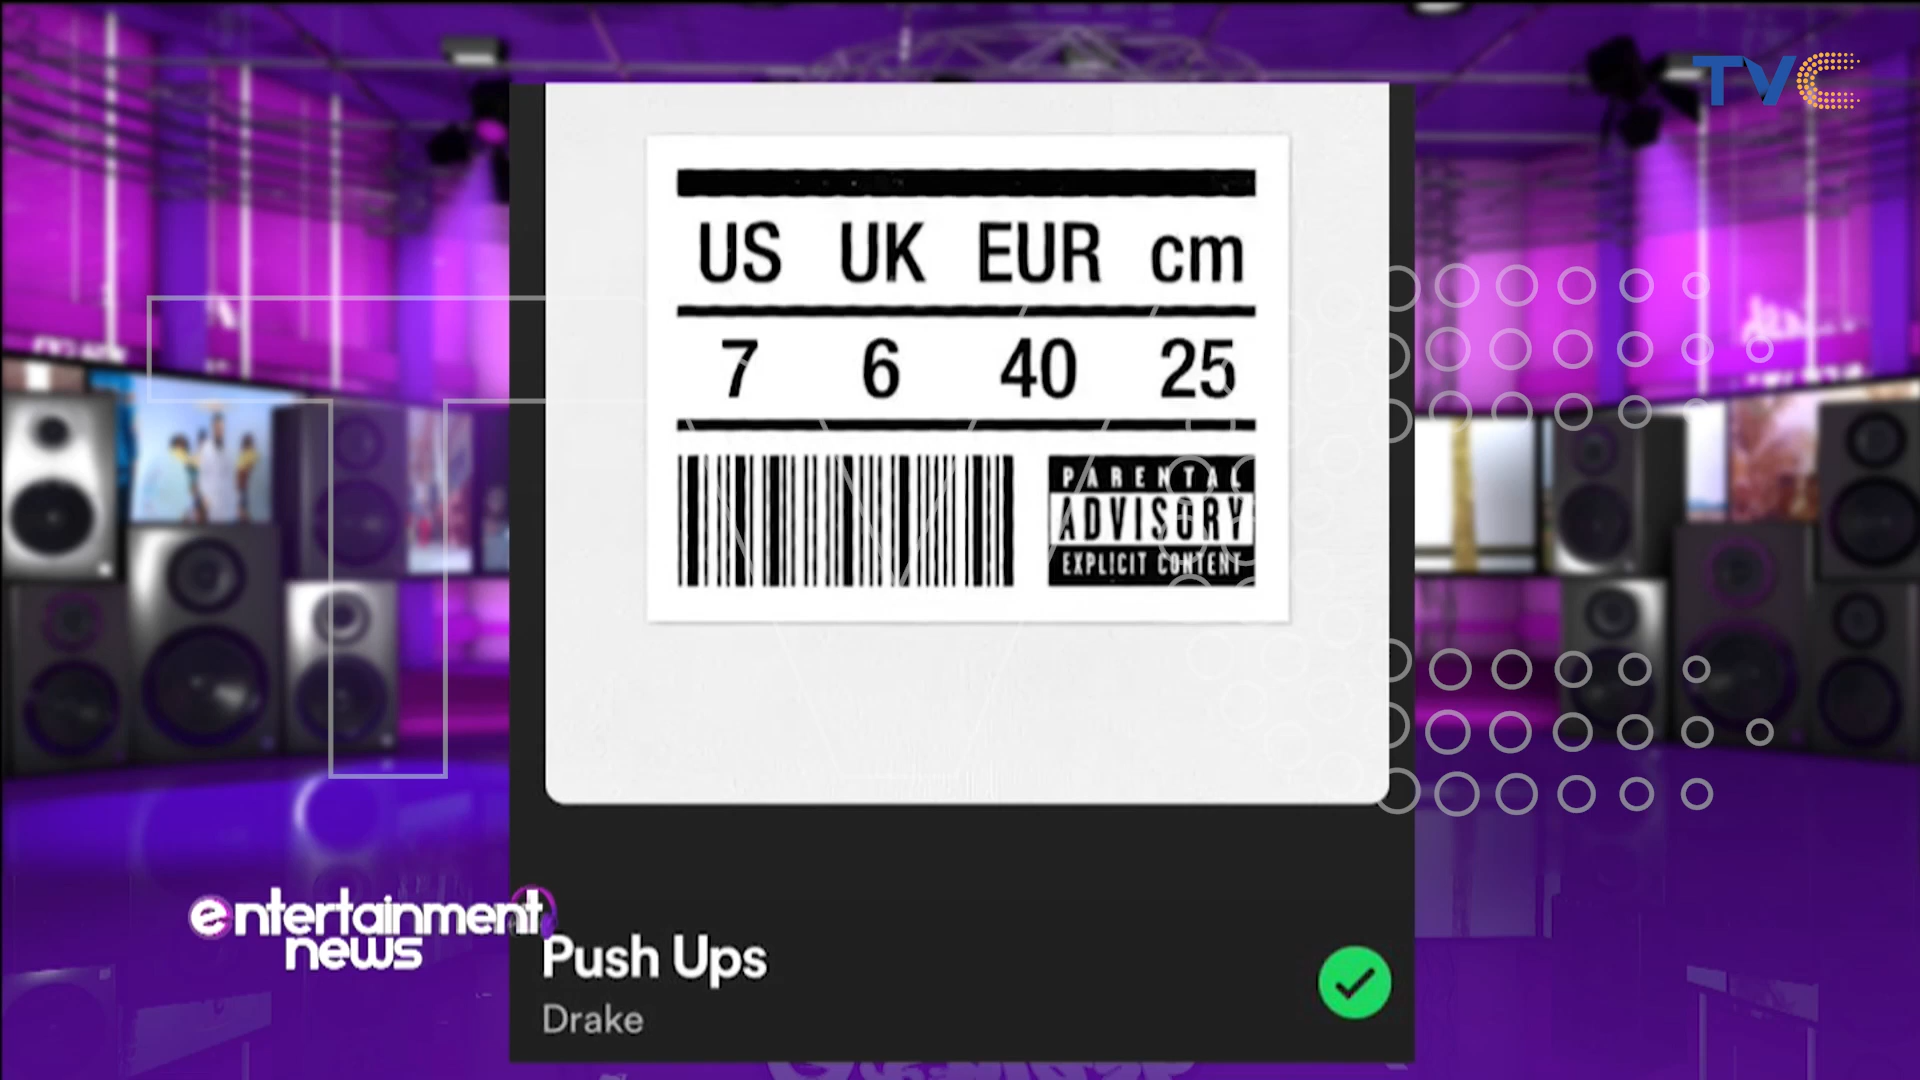 TVC
US UK EUR cm
7 6 40 25
PARENTAL
ADVISORY
EXPLICIT CONTENT
entertainment
news
Push Ups
Drake